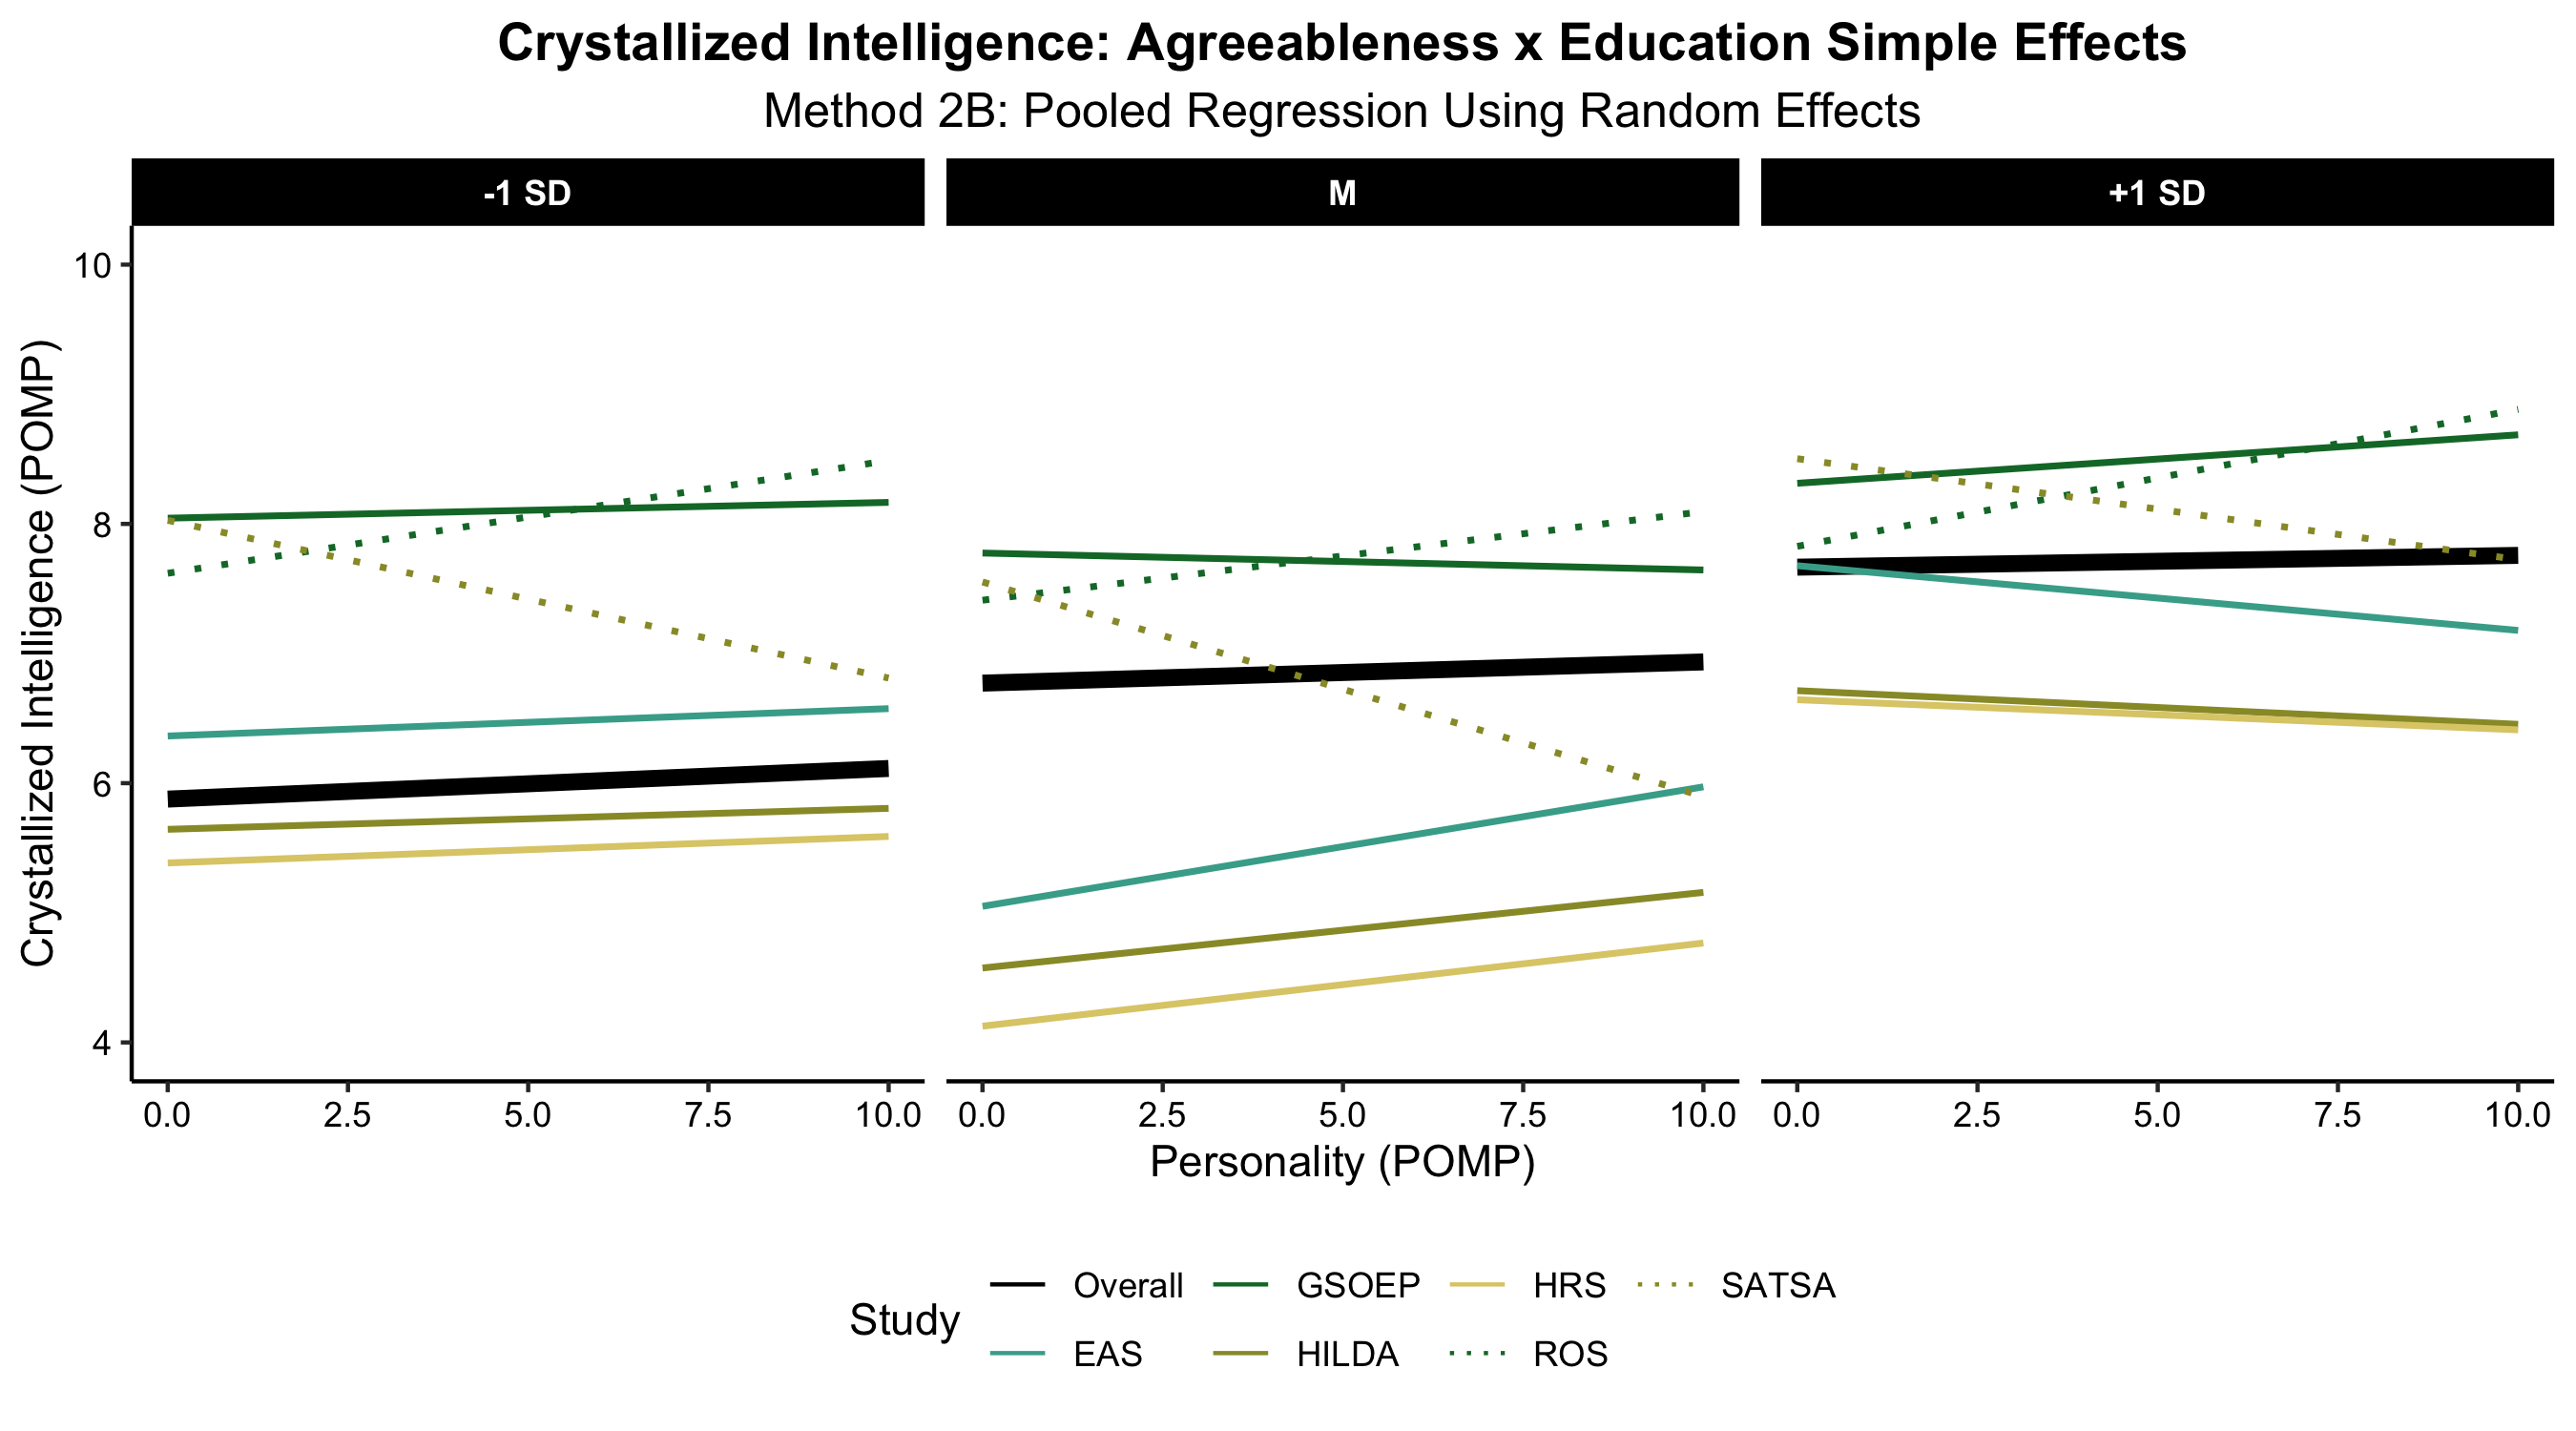 Crystallized Intelligence: Agreeableness x Education Simple Effects
Method 2B: Pooled Regression Using Random Effects
-1 SD
M
+1 SD
Crystallized Intelligence (POMP)
10
8
6
4
0.0 2.5 5.0 7.5 10.0
0.0 2.5 5.0 7.5 10.0
0.0 2.5 5.0 7.5 10.0
Personality (POMP)
Study
Overall GSOEP HRS SATSA
EAS HILDA ROS